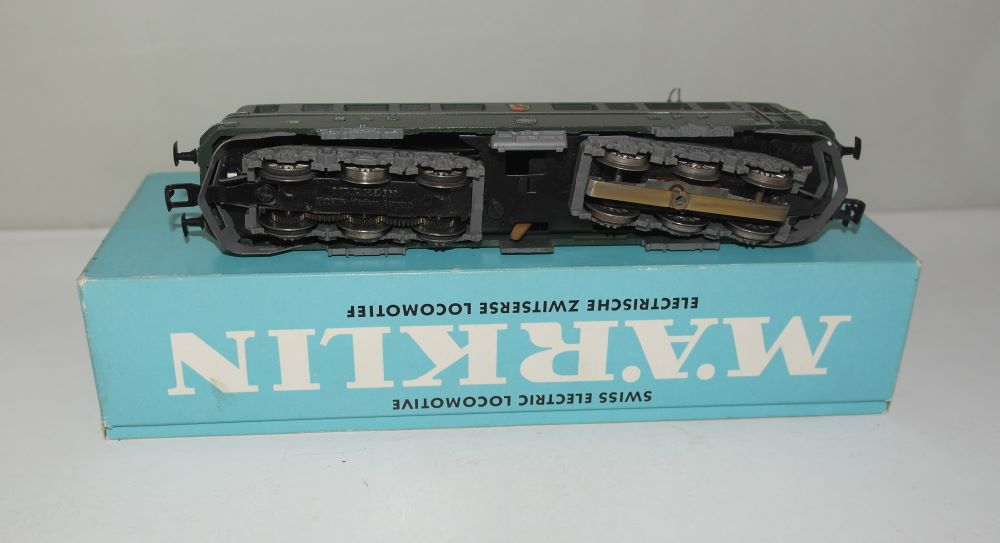 SWISS ELECTRIC LOCOMOTIVE
MÄRKLIN
ELECTRISCHE ZWITSERSE LOCOMOTIEF